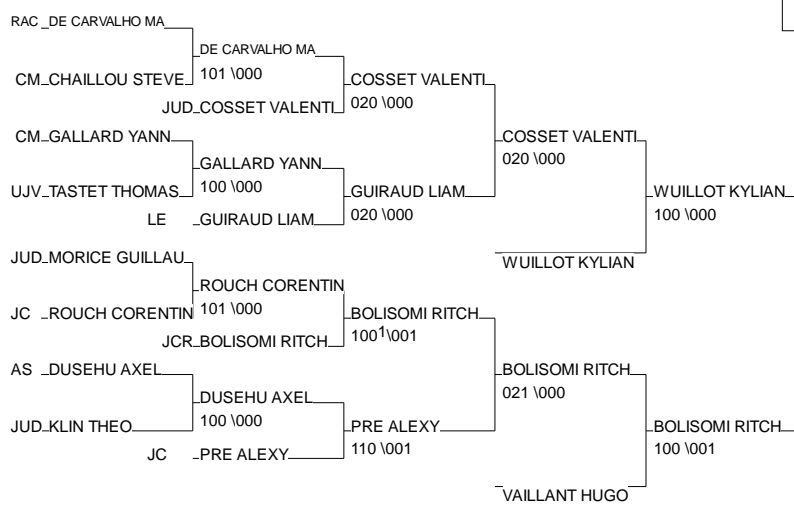 RAC DE CARVALHO MA
DE CARVALHO MA
101 \000
CM CHAILLOU STEVE
COSSET VALENTI
020 \000
JUD COSSET VALENTI
CM GALLARD YANN
COSSET VALENTI
020 \000
GALLARD YANN
100 \000
UJV TASTET THOMAS
GUIRAUD LIAM
020 \000
WUILLOT KYLIAN
100 \000
LE GUIRAUD LIAM
JUD MORICE GUILLAU
WUILLOT KYLIAN
ROUCH CORENTIN
101 \000
JC ROUCH CORENTIN
BOLISOMI RITCH
100¹\001
JCR BOLISOMI RITCH
AS DUSEHU AXEL
BOLISOMI RITCH
021 \000
DUSEHU AXEL
100 \000
JUD KLIN THEO
PRE ALEXY
110 \001
BOLISOMI RITCH
100 \001
JC PRE ALEXY
VAILLANT HUGO